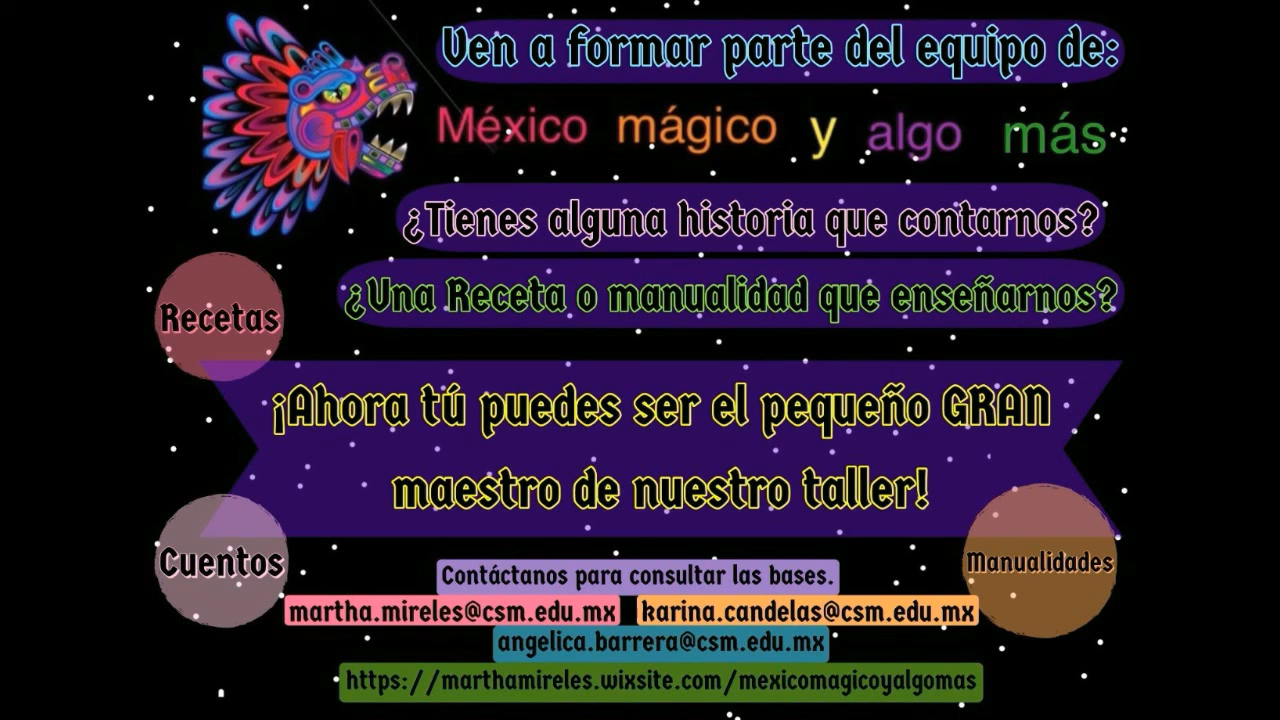 Ven a formar parte del equipo de:
México mágico y algo más
¿Tienes alguna historia que contarnos?
¿Una Receta o manualidad que enseñarnos?
Recetas
¡Ahora tú puedes ser el pequeño GRAN
maestro de nuestro taller!
Cuentos
Manualidades
Contáctanos para consultar las bases.
martha.mireles@csm.edu.mx karina.candelas@csm.edu.mx
angelica.barrera@csm.edu.mx
https://marthamireles.wixsite.com/mexicomagicoyalgomas